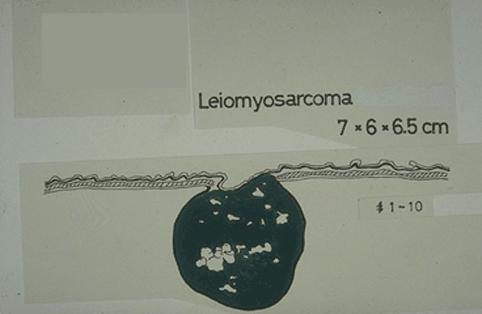 Leiomyosarcoma
7 × 6 × 6.5 cm
# 1~10